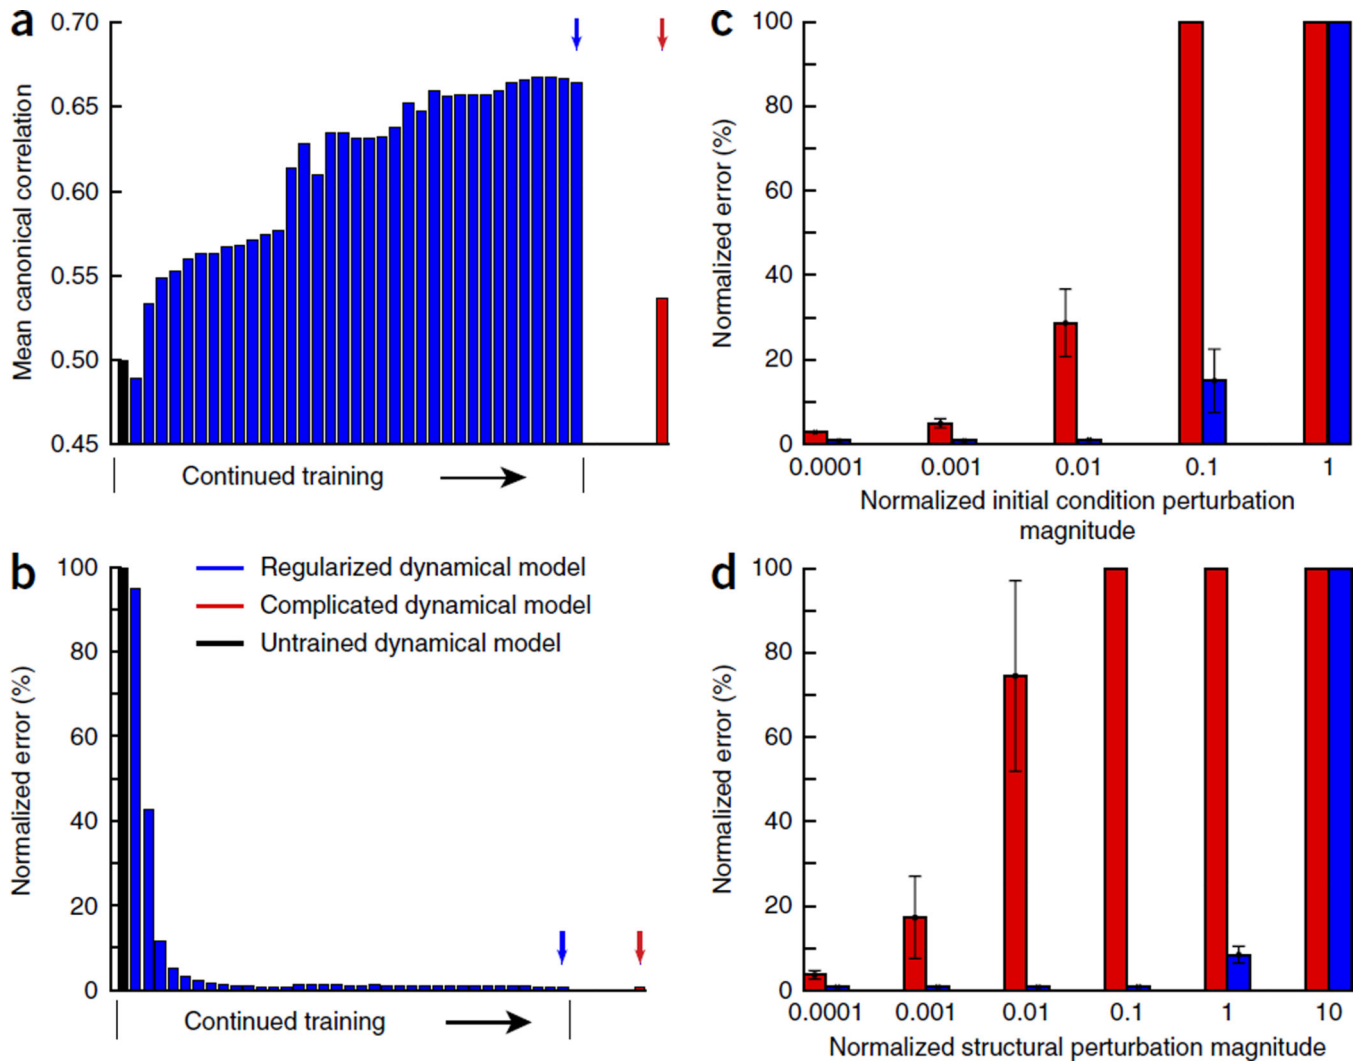 a
0.70
0.65
0.60
0.55
0.50
0.45
Mean canonical correlation
Continued training
b
100
80
60
40
20
0
Normalized error (%)
Regularized dynamical model
Complicated dynamical model
Untrained dynamical model
Continued training
c
100
80
60
40
20
0
Normalized error (%)
0.0001 0.001 0.01 0.1 1
Normalized initial condition perturbation
magnitude
d
100
80
60
40
20
0
Normalized error (%)
0.0001 0.001 0.01 0.1 1 10
Normalized structural perturbation magnitude